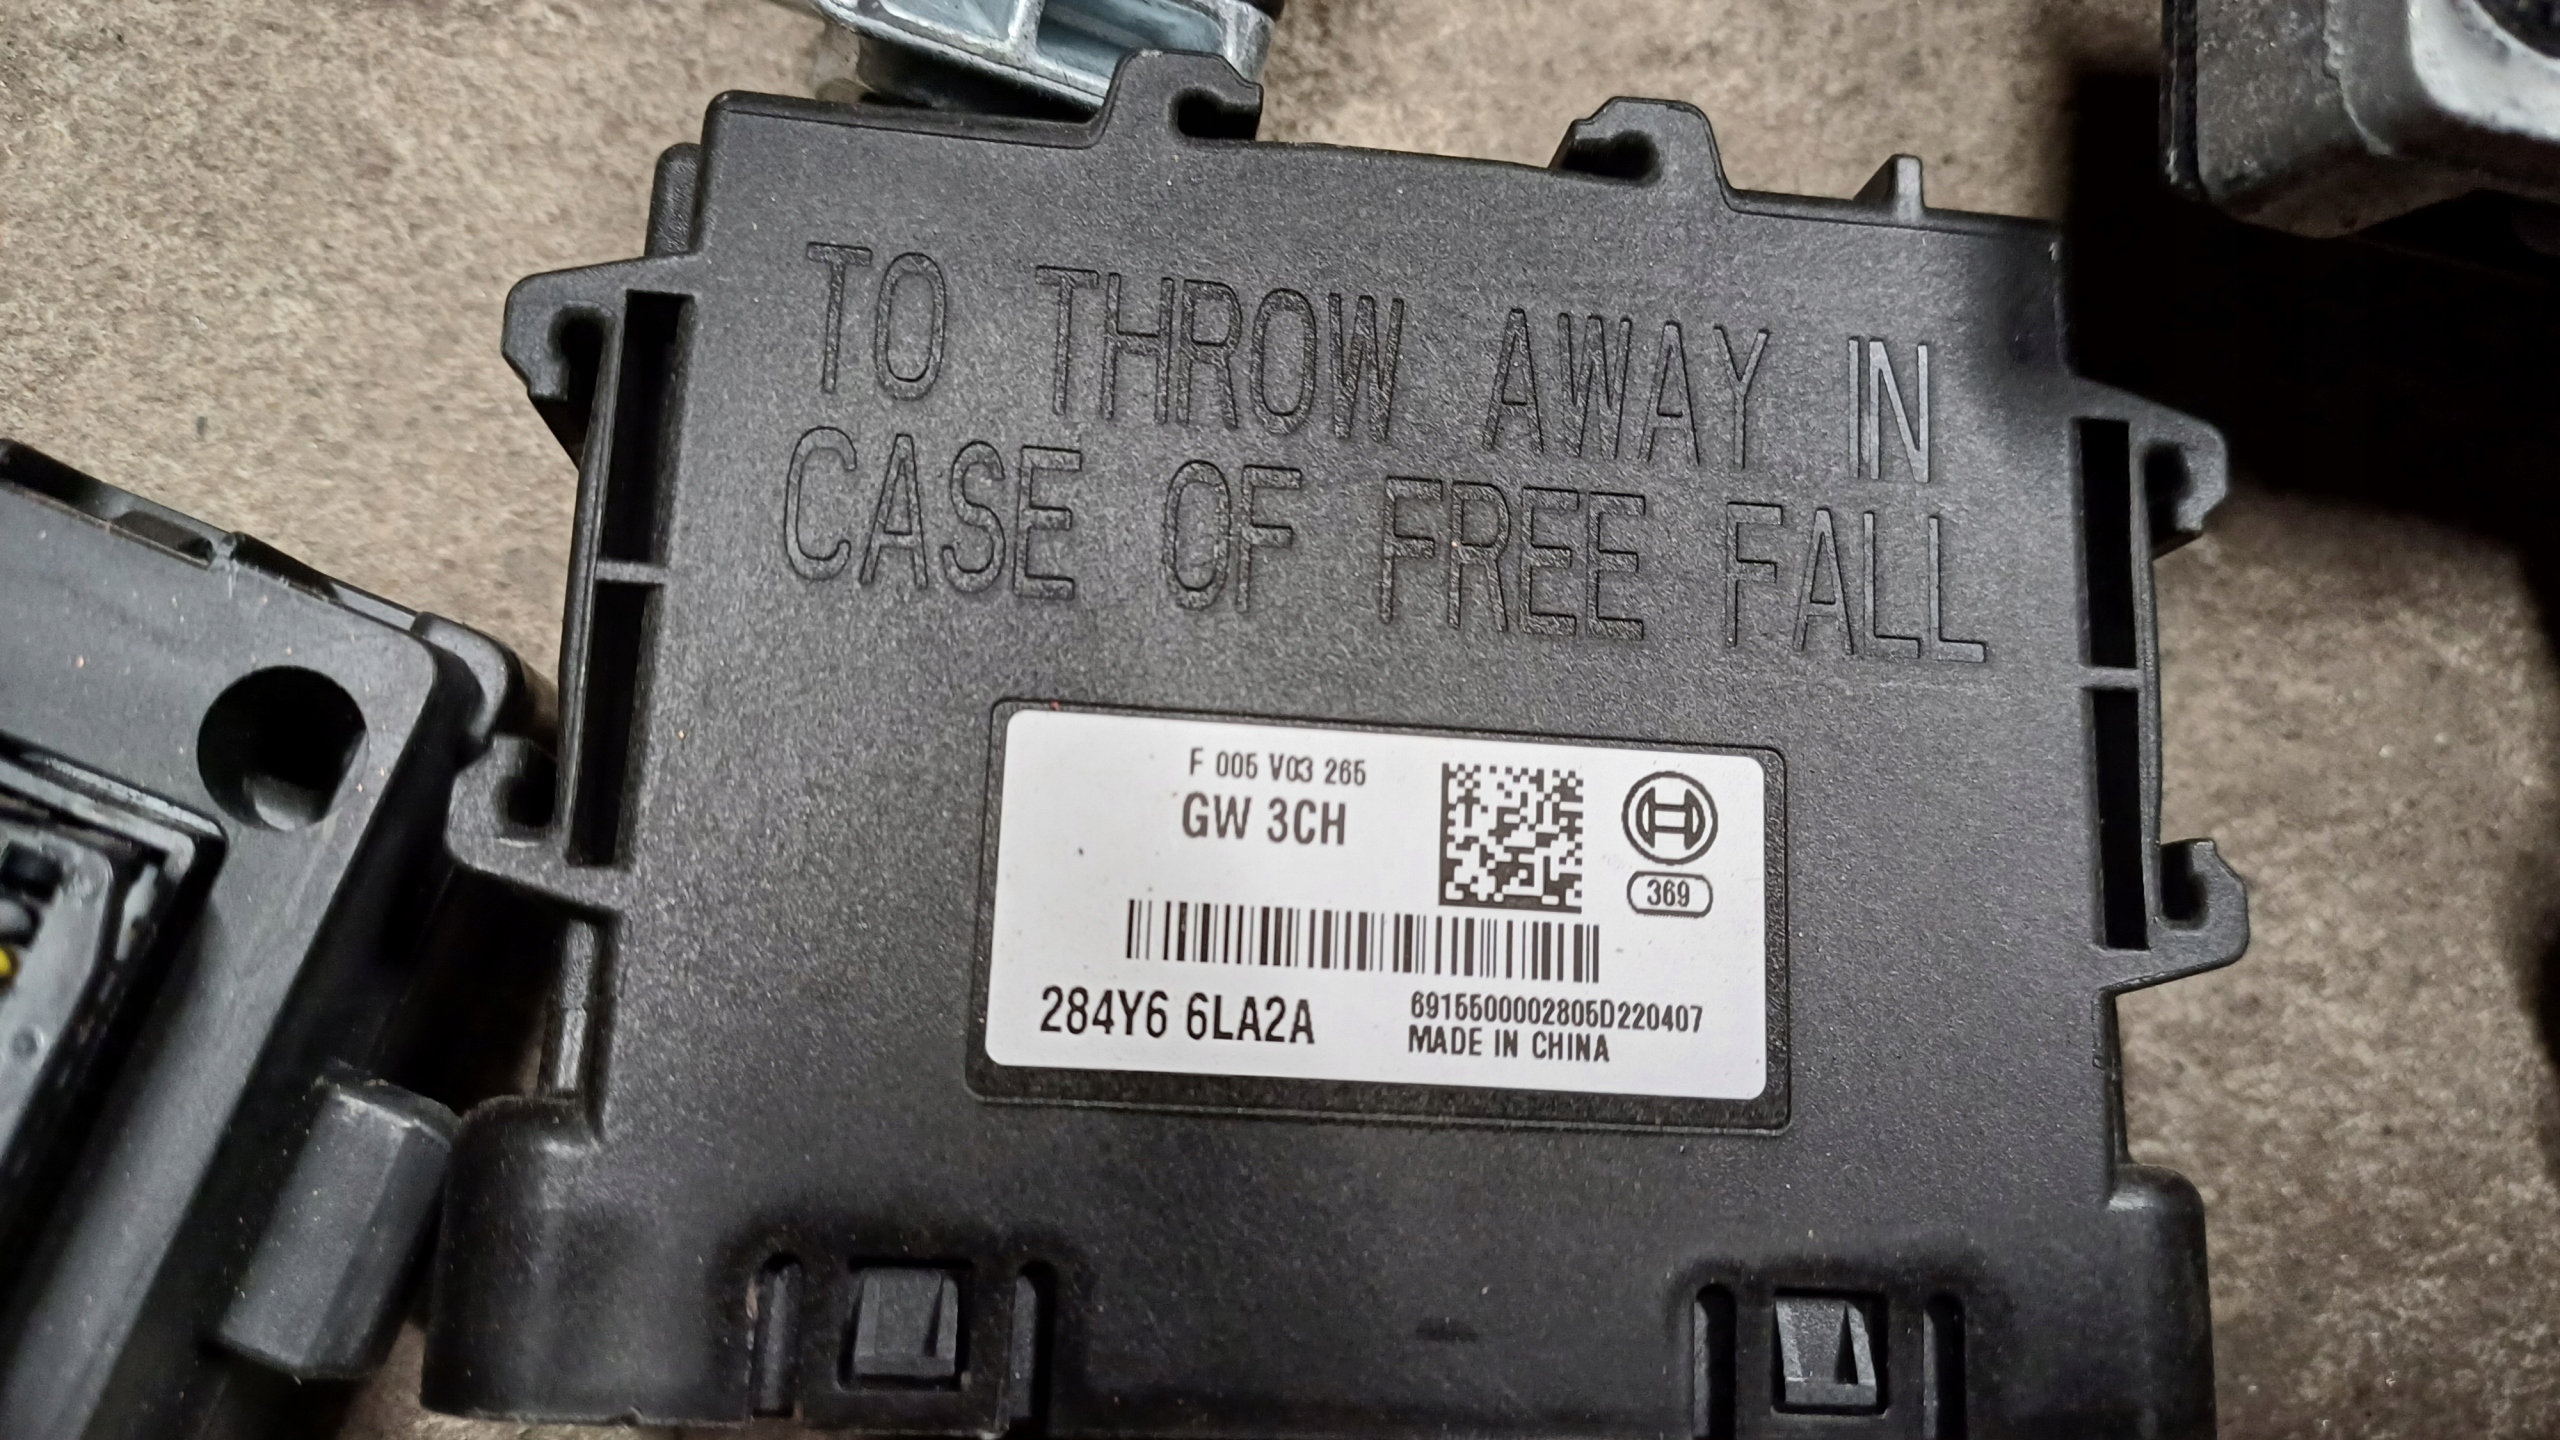 TO THROW AWAY IN
CASE OF FREE FALL
F 005 V03 265
GW 3CH
369
284Y6 6LA2A
6915500002805D220407
MADE IN CHINA